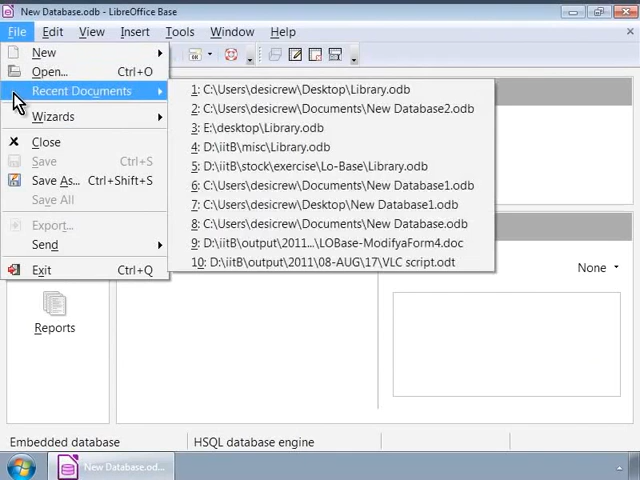 New Database.odb - LibreOffice Base
File Edit View Insert Tools Window Help
New
Open... Ctrl+O
Recent Documents
Wizards
Close
Save Ctrl+S
Save As... Ctrl+Shift+S
Save All
Export...
Send
Exit Ctrl+Q
1: C:\Users\desicrew\Desktop\Library.odb
2: C:\Users\desicrew\Documents\New Database2.odb
3: E:\desktop\Library.odb
4: D:\iitB\misc\Library.odb
5: D:\iitB\stock\exercise\Lo-Base\Library.odb
6: C:\Users\desicrew\Documents\New Database1.odb
7: C:\Users\desicrew\Desktop\New Database1.odb
8: C:\Users\desicrew\Documents\New Database.odb
9: D:\iitB\output\2011...\LOBase-ModifyaForm4.doc
10: D:\iitB\output\2011\08-AUG\17\VLC script.odt
None
Reports
Embedded database
HSQL database engine
New Database.od...